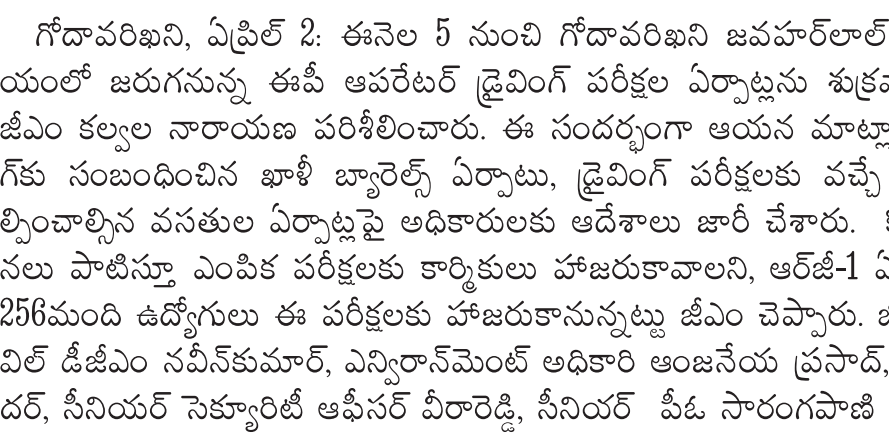 గోదావరిఖని, ఏప్రిల్ 2: ఈనెల 5 నుంచి గోదావరిఖని జవహర్‌లాల్
యంలో జరుగనున్న ఈపీ ఆపరేటర్ డ్రైవింగ్ పరీక్షల ఏర్పాట్లను
జీఎం కల్వల నారాయణ పరిశీలించారు. ఈ సందర్భంగా ఆయన
గ్‌కు సంబంధించిన ఖాళీ బ్యారెల్స్ ఏర్పాటు, డ్రైవింగ్ పరీక్షలకు వచ్చే
ల్పించాల్సిన వసతుల ఏర్పాట్లపై అధికారులకు ఆదేశాలు జారీ చేశారు.
నలు పాటిస్తూ ఎంపిక పరీక్షలకు కార్మికులు హాజరుకావాలని, ఆర్‌జీ-1
256మంది ఉద్యోగులు ఈ పరీక్షలకు హాజరుకానున్నట్టు జీఎం చెప్పారు.
విల్ డీజీఎం నవీన్‌కుమార్, ఎన్విరాన్‌మెంట్ అధికారి ఆంజనేయ ప్రసాద్,
దర్, సీనియర్ సెక్యూరిటీ ఆఫీసర్ వీరారెడ్డి, సీనియర్ పీఓ సారంగపాణి